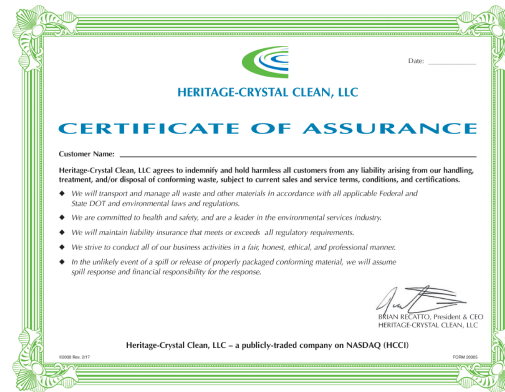 Date:
HERITAGE-CRYSTAL CLEAN, LLC
CERTIFICATE OF ASSURANCE
Customer Name:
Heritage-Crystal Clean, LLC agrees to indemnify and hold harmless all customers from any liability arising from our handling,
treatment, and/or disposal of conforming waste, subject to current sales and service terms, conditions, and certifications.
◆ We will transport and manage all waste and other materials in accordance with all applicable Federal and
State DOT and environmental laws and regulations.
◆ We are committed to health and safety, and are a leader in the environmental services industry.
◆ We will maintain liability insurance that meets or exceeds all regulatory requirements.
◆ We strive to conduct all of our business activities in a fair, honest, ethical, and professional manner.
◆ In the unlikely event of a spill or release of properly packaged conforming material, we will assume
spill response and financial responsibility for the response.
BRIAN RECATTO, President & CEO
HERITAGE-CRYSTAL CLEAN, LLC
Heritage-Crystal Clean, LLC – a publicly-traded company on NASDAQ (HCCI)
Rev. 2/17
FORM